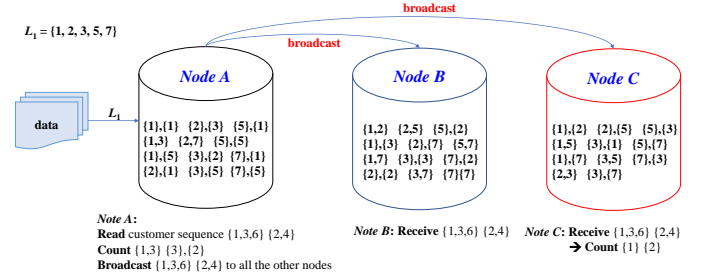 broadcast
L1 = {1, 2, 3, 5, 7}
broadcast
Node A
Node B
Node C
data
L1
{1},{1} {2},{3} {5},{1}
{1,3} {2,7} {5},{5}
{1},{5} {3},{2} {7},{1}
{2},{1} {3},{5} {7},{5}
{1,2} {2,5} {5},{2}
{1},{3} {2},{7} {5,7}
{1,7} {3},{3} {7},{2}
{2},{2} {3,7} {7}{7}
{1},{2} {2},{5} {5},{3}
{1,5} {3},{1} {5},{7}
{1},{7} {3,5} {7},{3}
{2,3} {3},{7}
Note A:
Read customer sequence {1,3,6} {2,4}
Count {1,3} {3},{2}
Broadcast {1,3,6} {2,4} to all the other nodes
Note B: Receive {1,3,6} {2,4}
Note C: Receive {1,3,6} {2,4}
➔ Count {1} {2}